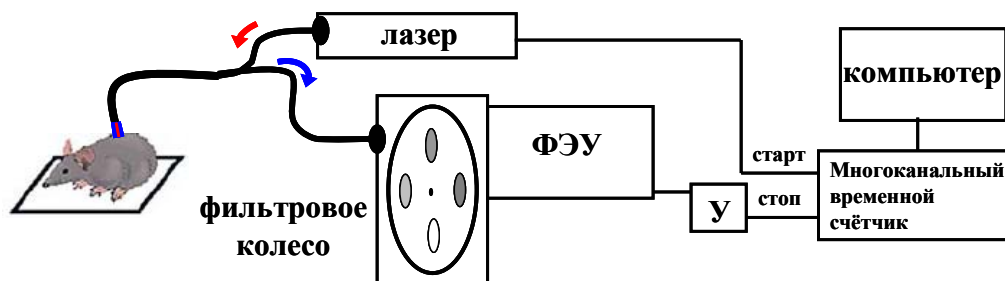 лазер
компьютер
ФЭУ
старт
Многоканальный
временной
счётчик
стоп
У
фильтровое
колесо